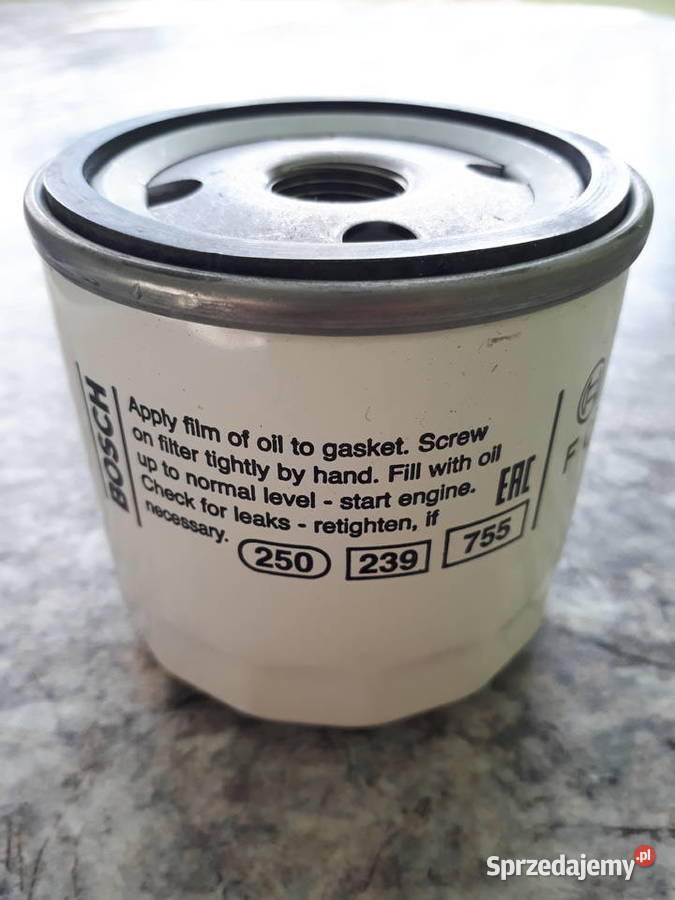 BOSCH
Apply film of oil to gasket. Screw
on filter tightly by hand. Fill with oil
up to normal level - start engine.
Check for leaks - retighten, if
necessary.
250 239 755
EAC
Sprzedajemy.pl